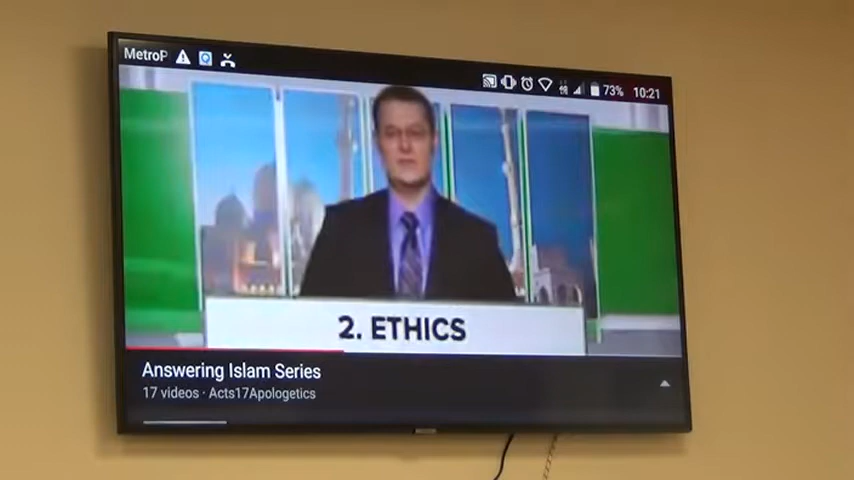 MetroP
73% 10:21
2. ETHICS
Answering Islam Series
17 videos · Acts17Apologetics